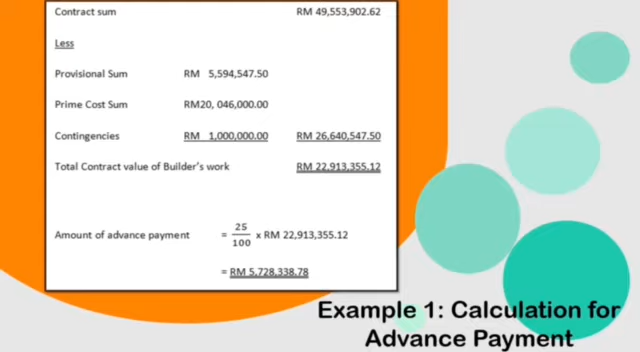 Contract sum RM 49,553,902.62
Less
Provisional Sum RM 5,594,547.50
Prime Cost Sum RM20, 046,000.00
Contingencies RM 1,000,000.00 RM 26,640,547.50
Total Contract value of Builder's work RM 22,913,355.12
Amount of advance payment = 25/100 x RM 22,913,355.12
= RM 5,728,338.78
Example 1: Calculation for
Advance Payment